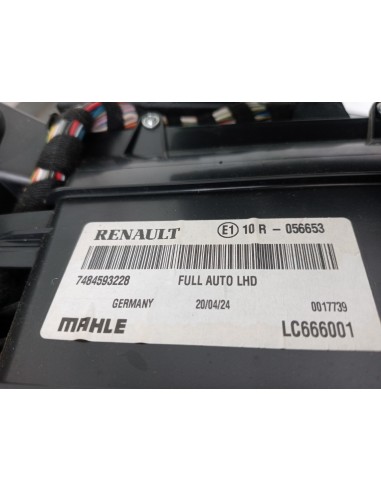 RENAULT E1 10 R - 056653
7484593228 FULL AUTO LHD
GERMANY 20/04/24 0017739
MAHLE LC666001